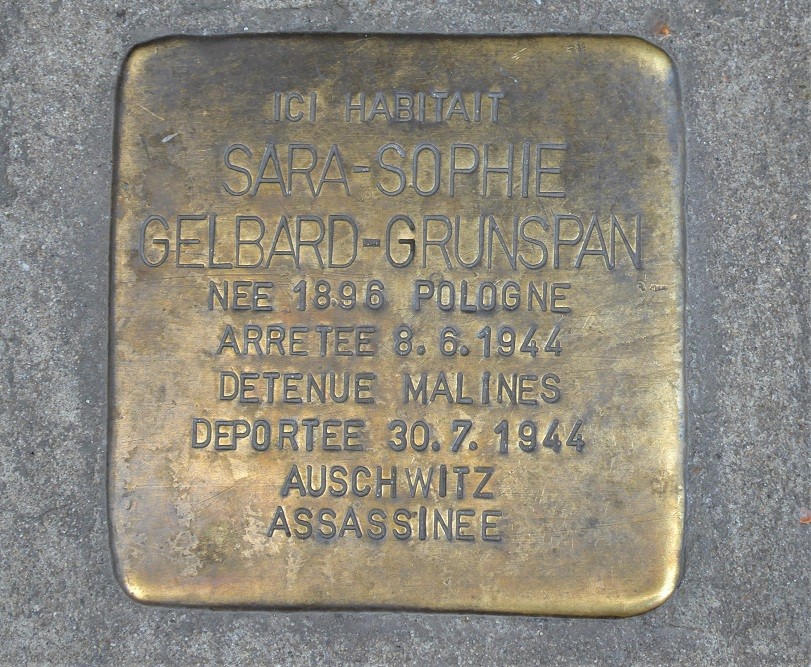 ICI HABITAIT
SARA-SOPHIE
GELBARD-GRUNSPAN
NEE 1896 POLOGNE
ARRETEE 8.6.1944
DETENUE MALINES
DEPORTEE 30.7.1944
AUSCHWITZ
ASSASSINEE